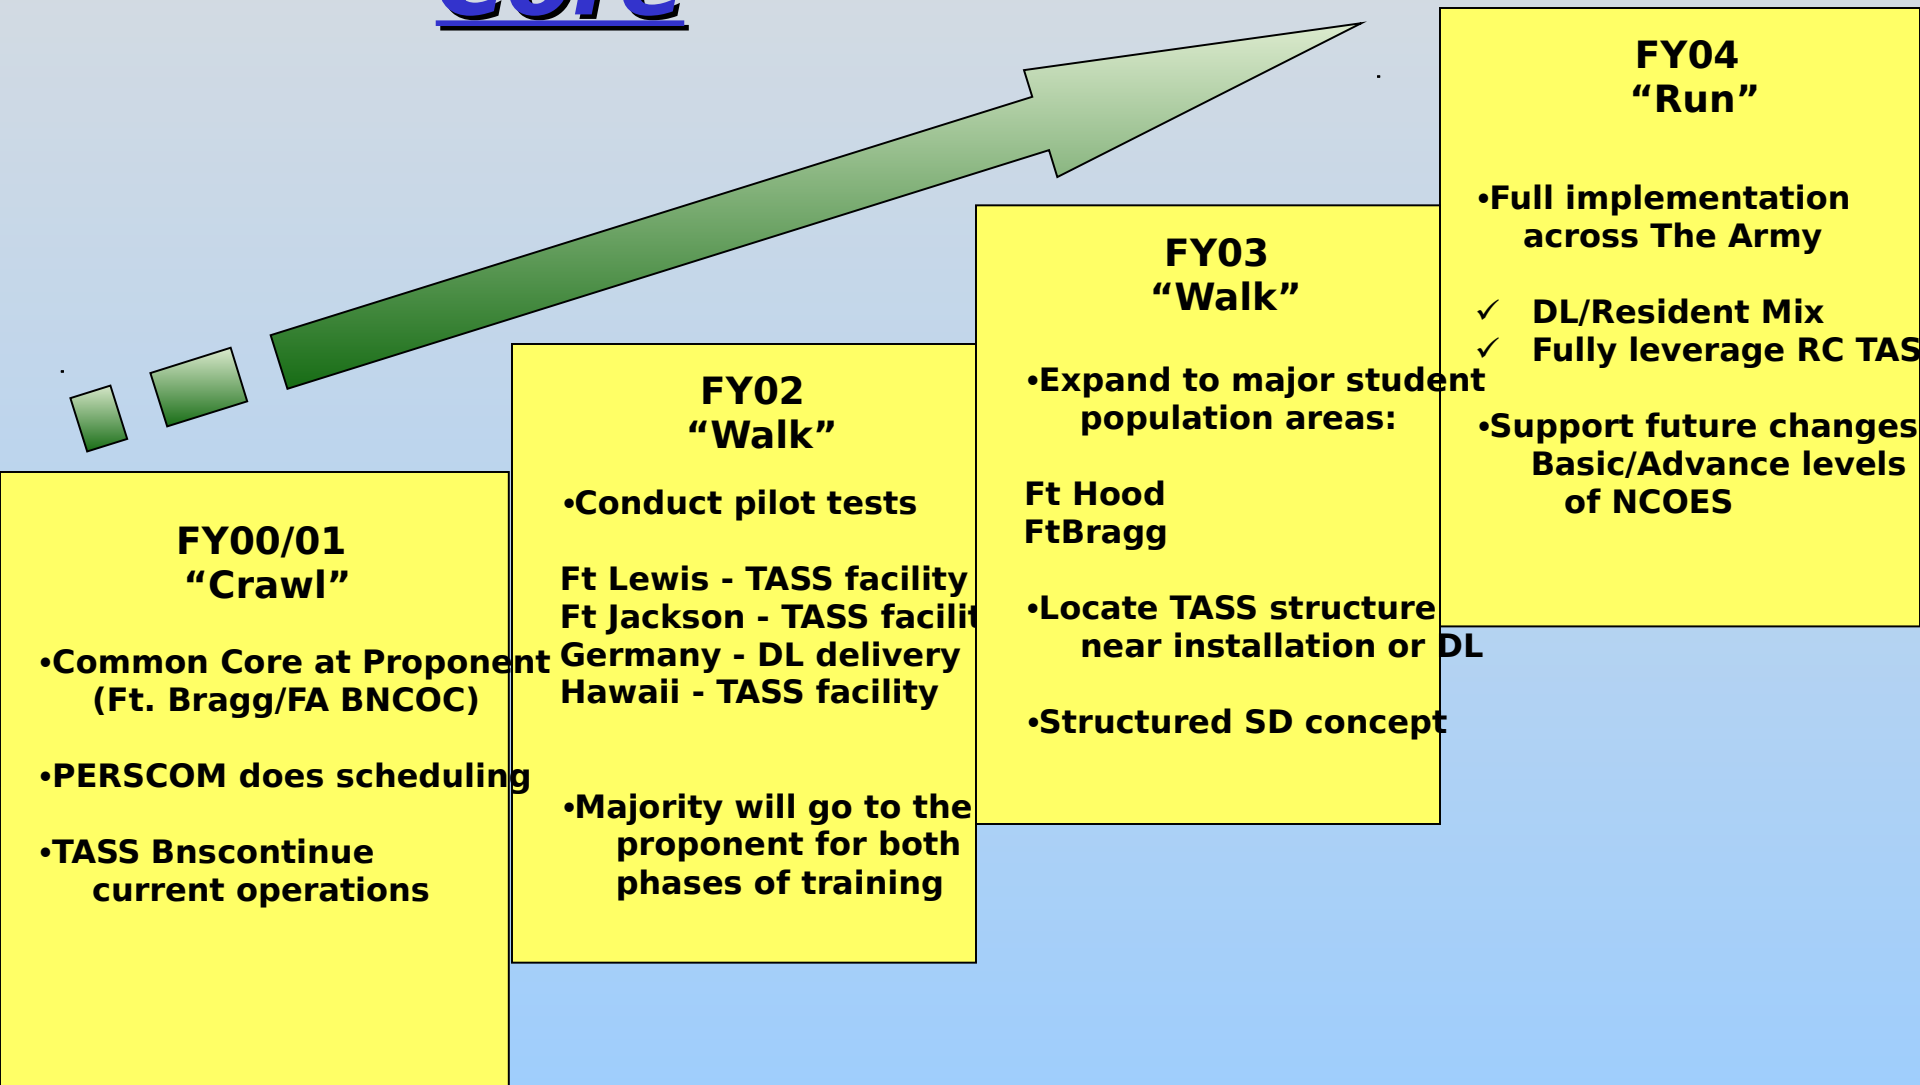 Core
FY00/01
“Crawl”
•Common Core at Proponent
(Ft. Bragg/FA BNCOC)
•PERSCOM does scheduling
•TASS Bnscontinue
current operations
FY02
“Walk”
•Conduct pilot tests
Ft Lewis - TASS facility
Ft Jackson - TASS facilit
Germany - DL delivery
Hawaii - TASS facility
•Majority will go to the
proponent for both
phases of training
FY03
“Walk”
•Expand to major student
population areas:
Ft Hood
FtBragg
•Locate TASS structure
near installation or DL
•Structured SD concept
FY04
“Run”
•Full implementation
across The Army
✓ DL/Resident Mix
✓ Fully leverage RC TAS
•Support future changes
Basic/Advance levels
of NCOES